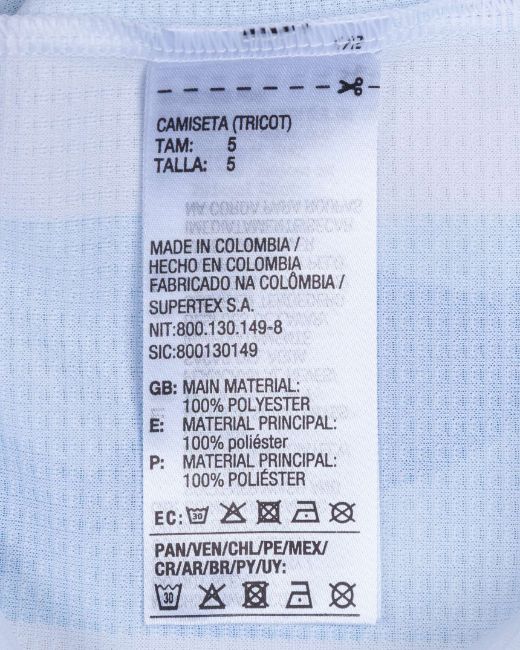 CAMISETA (TRICOT)
TAM: 5
TALLA: 5
MADE IN COLOMBIA /
HECHO EN COLOMBIA
FABRICADO NA COLÔMBIA /
SUPERTEX S.A.
NIT:800.130.149-8
SIC:800130149
GB: MAIN MATERIAL:
100% POLYESTER
E: MATERIAL PRINCIPAL:
100% poliéster
P: MATERIAL PRINCIPAL:
100% POLIÉSTER
EC: 30
PAN/VEN/CHL/PE/MEX/
CR/AR/BR/PY/UY:
30